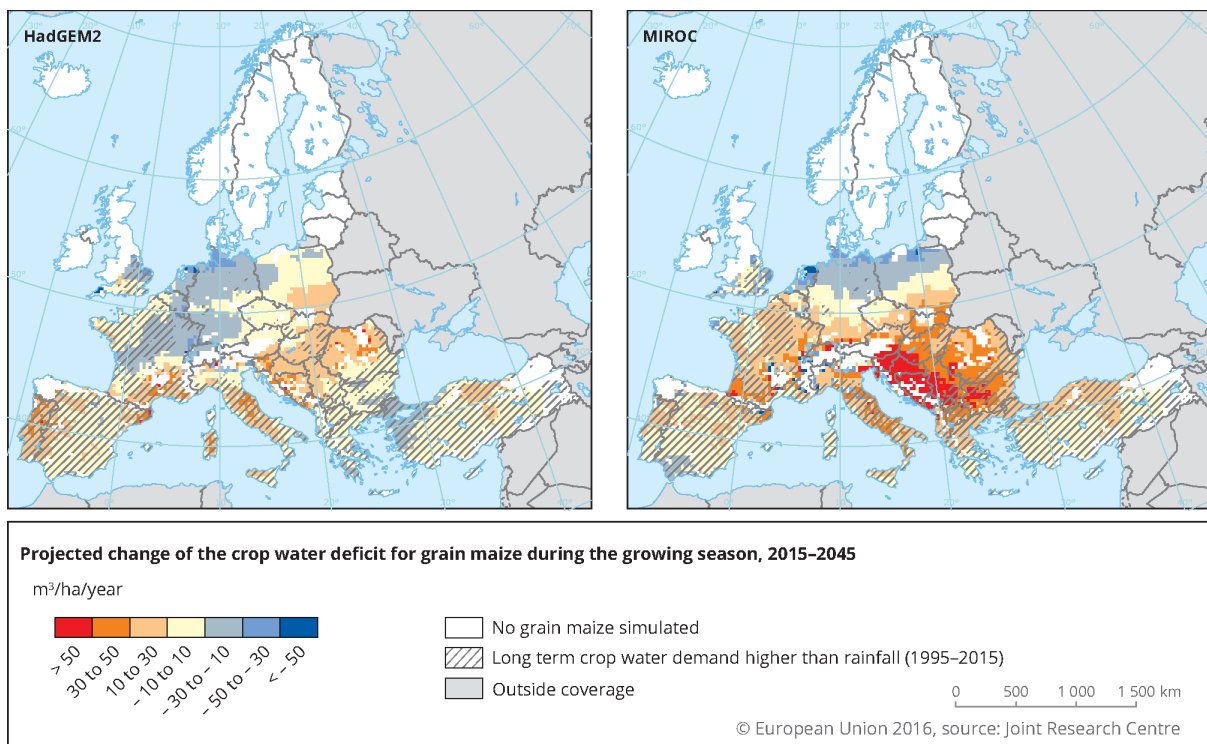 HadGEM2
MIROC
Projected change of the crop water deficit for grain maize during the growing season, 2015–2045
m³/ha/year
> 50
30 to 50
10 to 30
– 10 to 10
– 30 to – 10
– 50 to – 30
< – 50
No grain maize simulated
Long term crop water demand higher than rainfall (1995–2015)
Outside coverage
0 500 1 000 1 500 km
© European Union 2016, source: Joint Research Centre